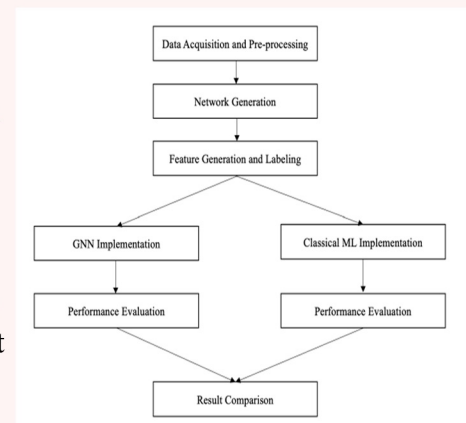 Data Acquisition and Pre-processing
Network Generation
Feature Generation and Labeling
GNN Implementation
Classical ML Implementation
Performance Evaluation
Performance Evaluation
t
Result Comparison